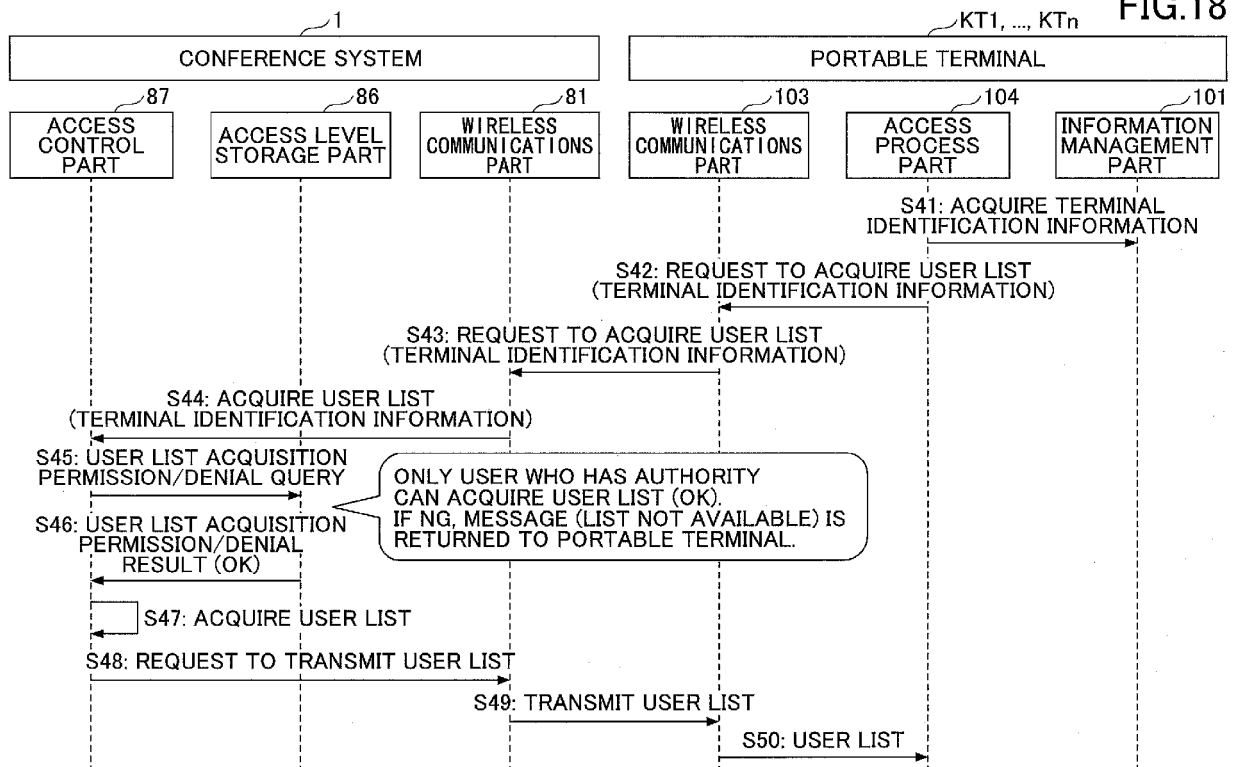 FIG.18
1
KT1, ..., KTn
CONFERENCE SYSTEM
PORTABLE TERMINAL
87
86
81
103
104
101
ACCESS
CONTROL
PART
ACCESS LEVEL
STORAGE PART
WIRELESS
COMMUNICATIONS
PART
WIRELESS
COMMUNICATIONS
PART
ACCESS
PROCESS
PART
INFORMATION
MANAGEMENT
PART
S41: ACQUIRE TERMINAL
IDENTIFICATION INFORMATION
S42: REQUEST TO ACQUIRE USER LIST
(TERMINAL IDENTIFICATION INFORMATION)
S43: REQUEST TO ACQUIRE USER LIST
(TERMINAL IDENTIFICATION INFORMATION)
S44: ACQUIRE USER LIST
(TERMINAL IDENTIFICATION INFORMATION)
S45: USER LIST ACQUISITION
PERMISSION/DENIAL QUERY
ONLY USER WHO HAS AUTHORITY
CAN ACQUIRE USER LIST (OK).
IF NG, MESSAGE (LIST NOT AVAILABLE) IS
RETURNED TO PORTABLE TERMINAL.
S46: USER LIST ACQUISITION
PERMISSION/DENIAL
RESULT (OK)
S47: ACQUIRE USER LIST
S48: REQUEST TO TRANSMIT USER LIST
S49: TRANSMIT USER LIST
S50: USER LIST